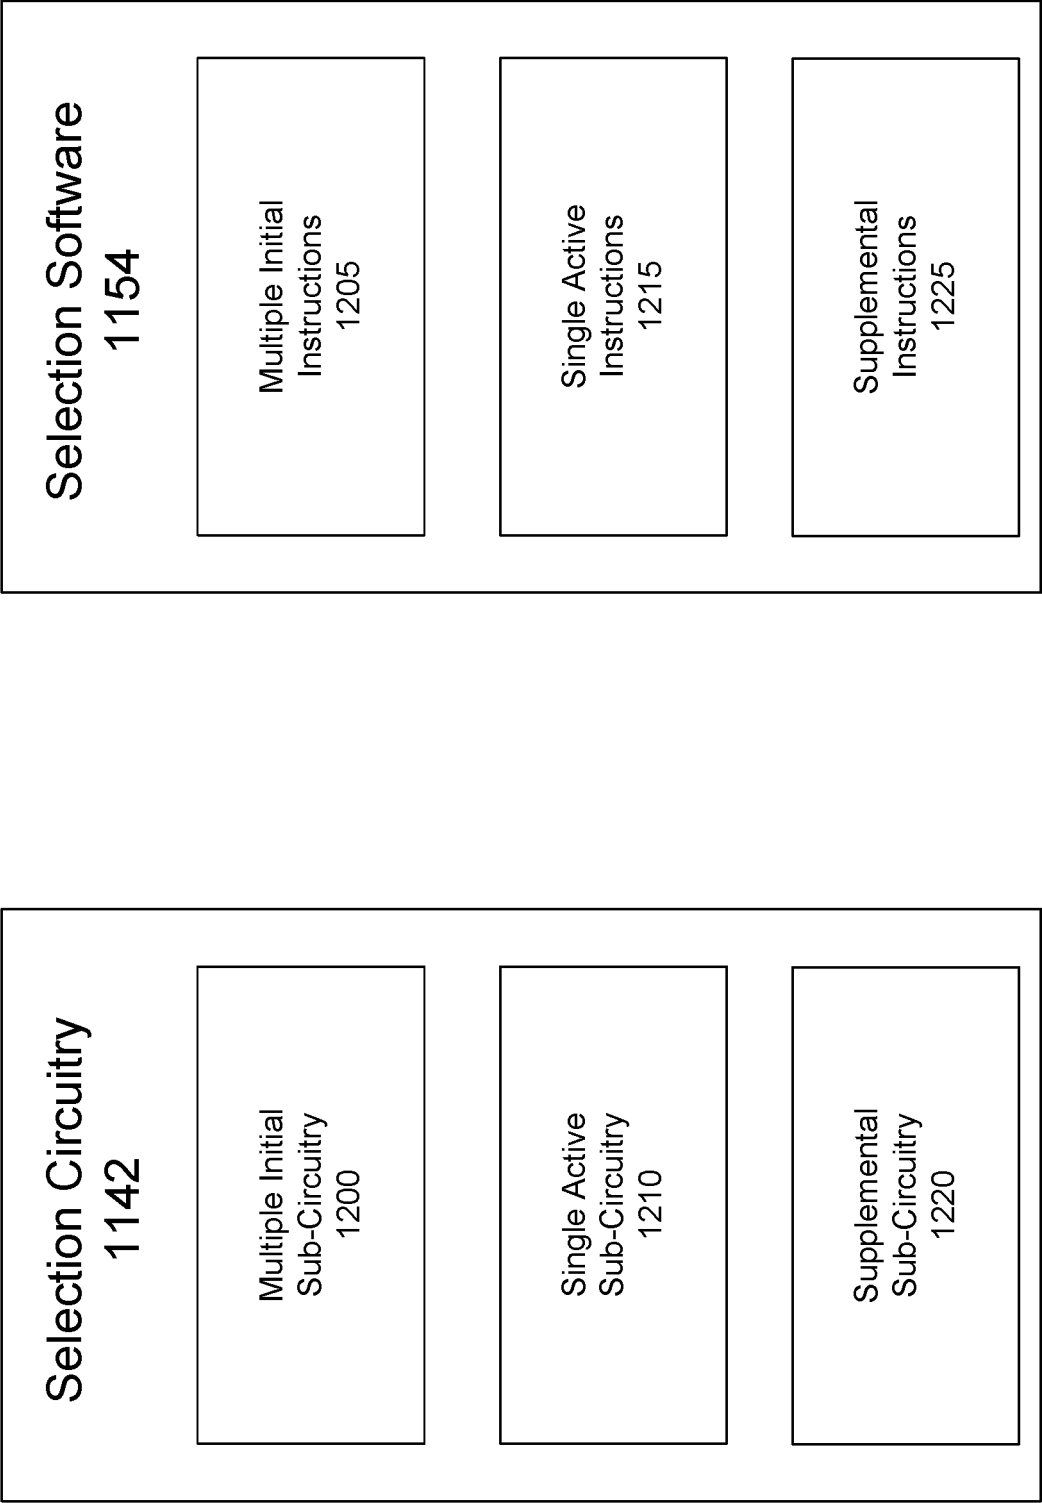 Selection Circuitry
1142
Multiple Initial
Sub-Circuitry
1200
Single Active
Sub-Circuitry
1210
Supplemental
Sub-Circuitry
1220
Selection Software
1154
Multiple Initial
Instructions
1205
Single Active
Instructions
1215
Supplemental
Instructions
1225